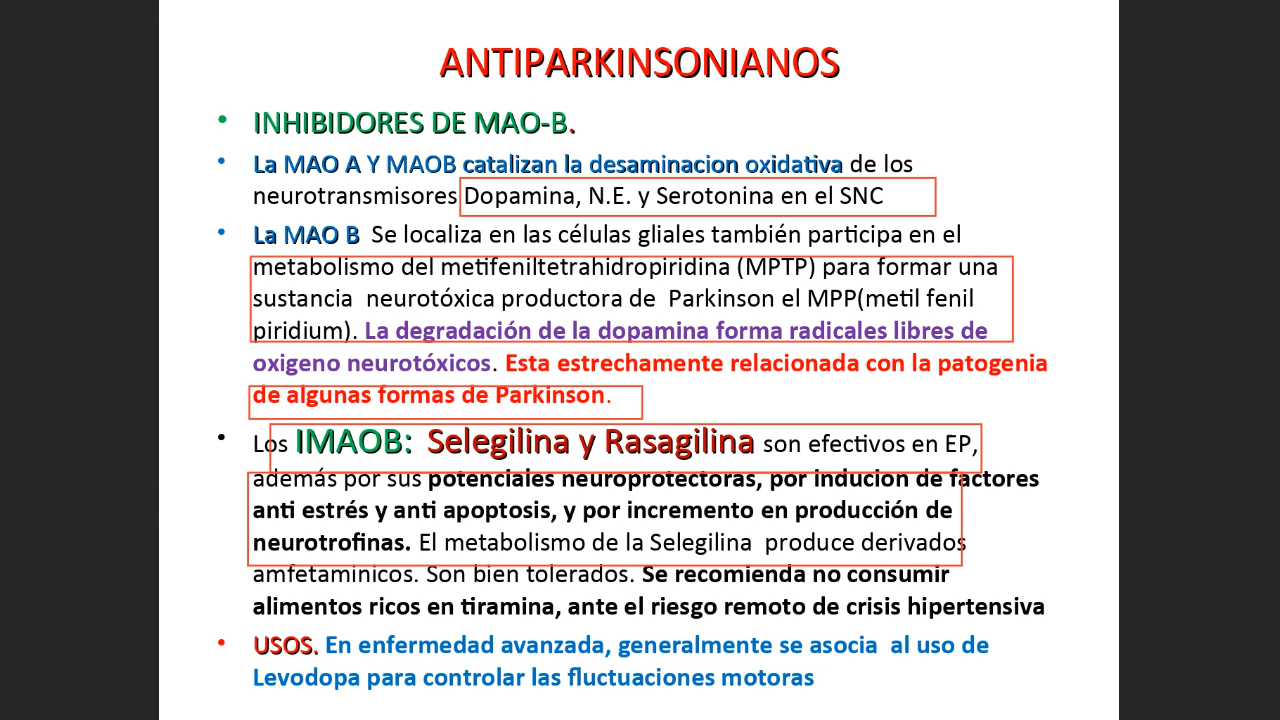 ANTIPARKINSONIANOS
• INHIBIDORES DE MAO-B.
• La MAO A Y MAOB catalizan la desaminacion oxidativa de los
neurotransmisores Dopamina, N.E. y Serotonina en el SNC
• La MAO B Se localiza en las células gliales también participa en el
metabolismo del metifeniltetrahidropiridina (MPTP) para formar una
sustancia neurotóxica productora de Parkinson el MPP(metil fenil
piridium). La degradación de la dopamina forma radicales libres de
oxigeno neurotóxicos. Esta estrechamente relacionada con la patogenia
de algunas formas de Parkinson.
• Los IMAOB: Selegilina y Rasagilina son efectivos en EP,
además por sus potenciales neuroprotectoras, por indución de factores
anti estrés y anti apoptosis, y por incremento en producción de
neurotrofinas. El metabolismo de la Selegilina produce derivados
amfetamínicos. Son bien tolerados. Se recomienda no consumir
alimentos ricos en tiramina, ante el riesgo remoto de crisis hipertensiva
• USOS. En enfermedad avanzada, generalmente se asocia al uso de
Levodopa para controlar las fluctuaciones motoras